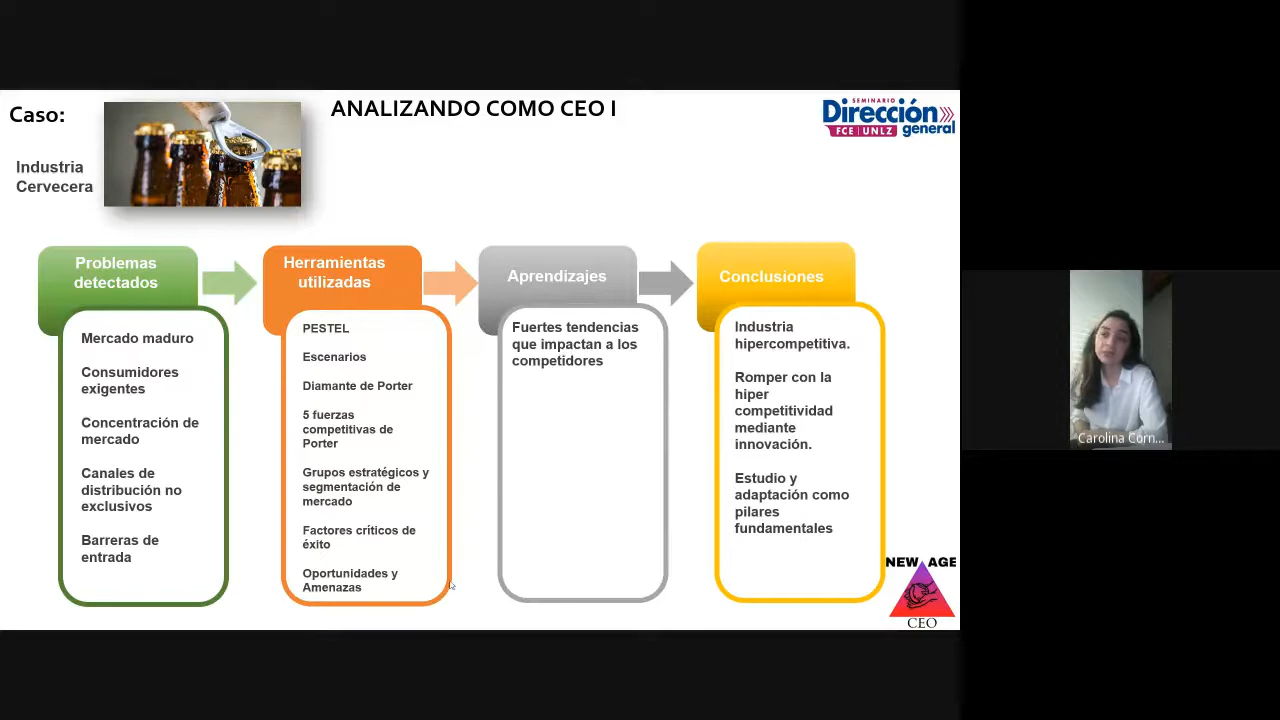 Caso:
ANALIZANDO COMO CEO I
SEMINARIO
Dirección
FCE | UNLZ general
Industria
Cervecera
Problemas
detectados
Mercado maduro
Consumidores
exigentes
Concentración de
mercado
Canales de
distribución no
exclusivos
Barreras de
entrada
Herramientas
utilizadas
PESTEL
Escenarios
Diamante de Porter
5 fuerzas
competitivas de
Porter
Grupos estratégicos y
segmentación de
mercado
Factores críticos de
éxito
Oportunidades y
Amenazas
Aprendizajes
Fuertes tendencias
que impactan a los
competidores
Conclusiones
Industria
hipercompetitiva.
Romper con la
hiper
competitividad
mediante
innovación.
Estudio y
adaptación como
pilares
fundamentales
NEW AGE
CEO
Carolina Corn...